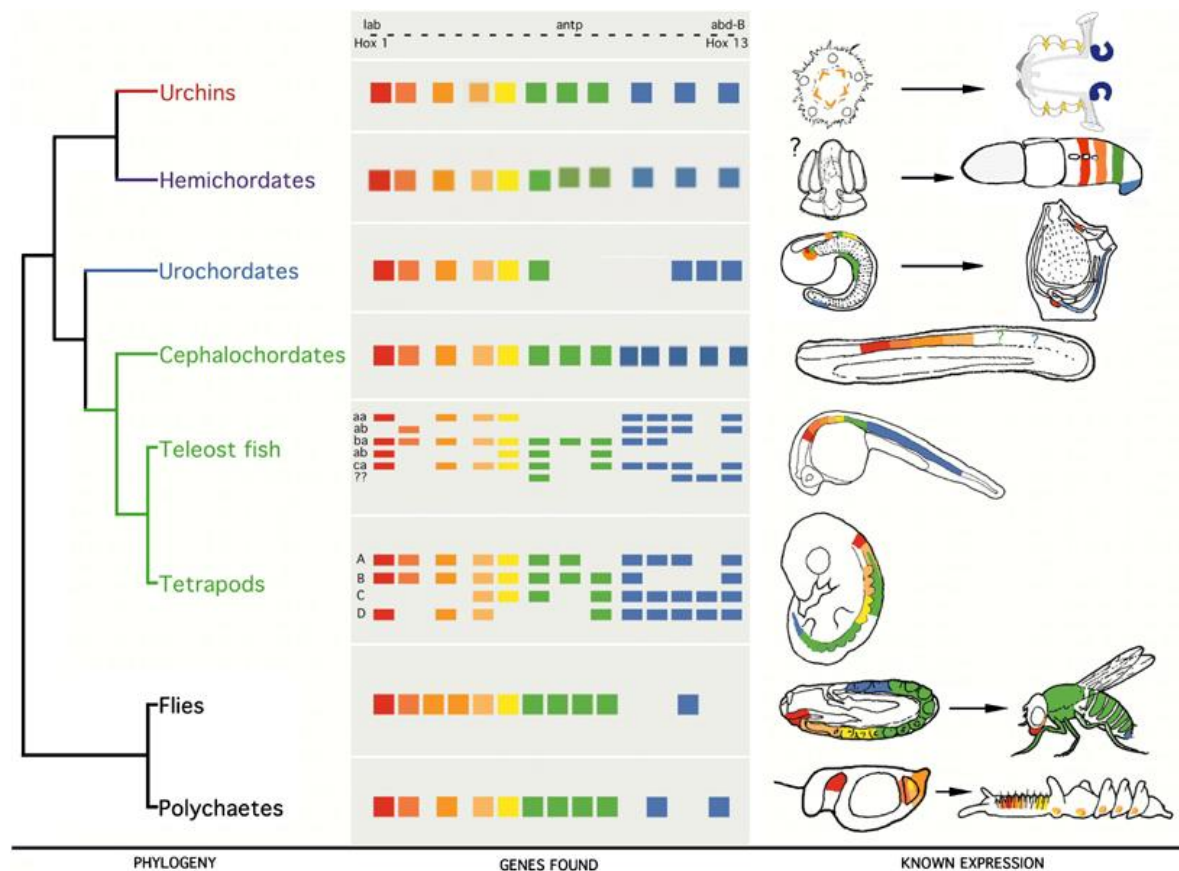 lab antp abd-B
Hox 1 Hox 13
Urchins
Hemichordates
?
Urochordates
Cephalochordates
? ?
aa
ab
ba
ab
ca
??
Teleost fish
A
B
C
D
Tetrapods
Flies
Polychaetes
PHYLOGENY GENES FOUND KNOWN EXPRESSION